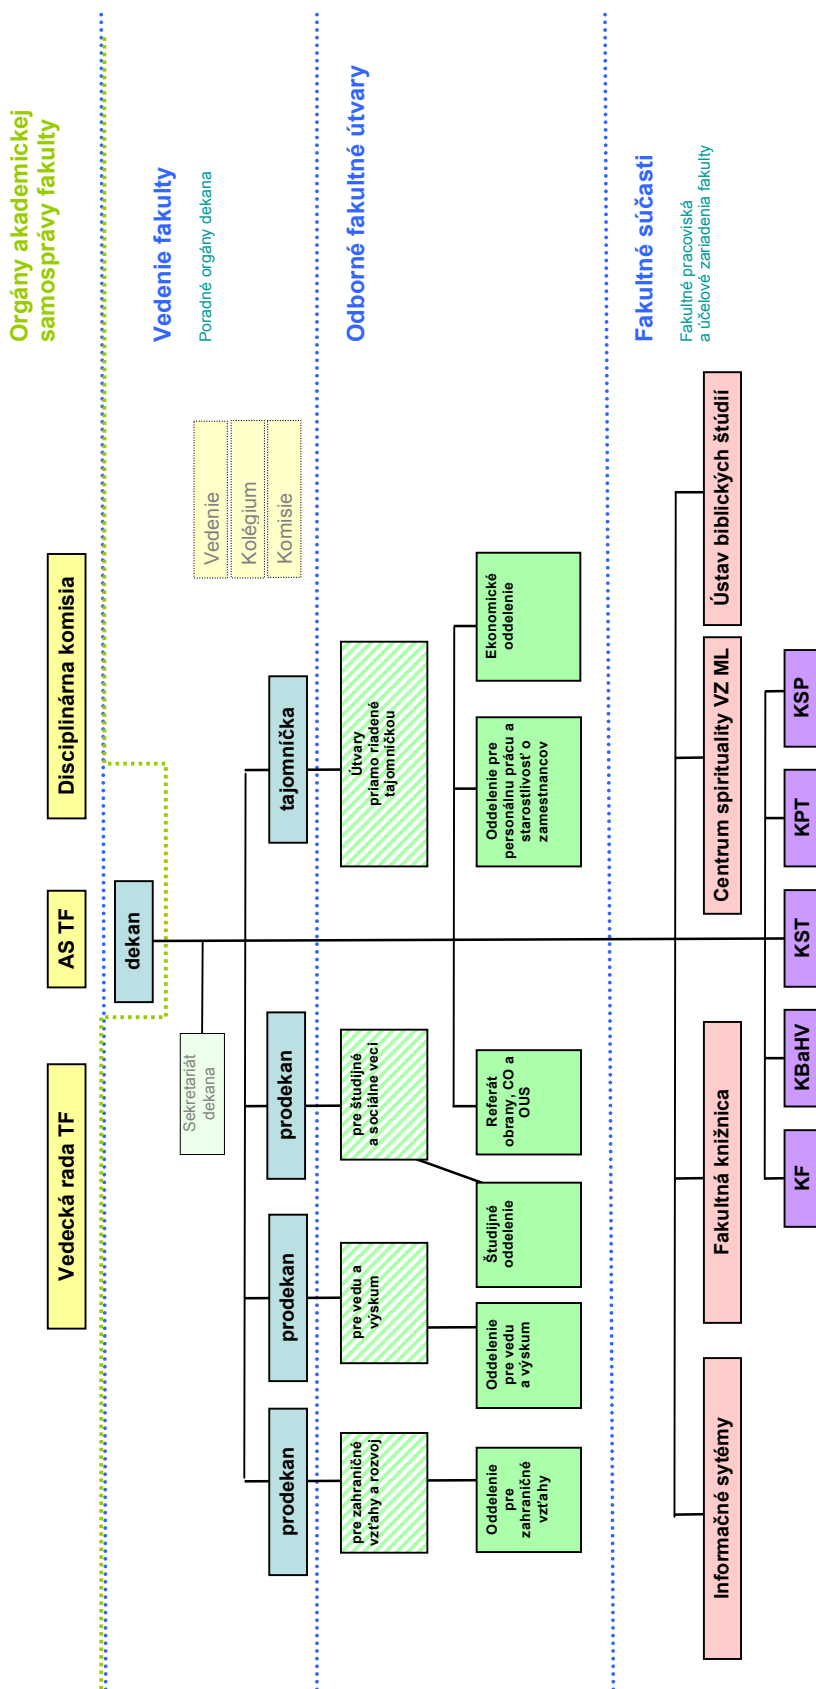 Orgány akademickej
samosprávy fakulty
Vedecká rada TF
AS TF
Disciplinárna komisia
Vedenie fakulty
Poradné orgány dekana
dekan
Sekretariát
dekana
Vedenie
Kolégium
Komisie
prodekan
prodekan
prodekan
tajomníčka
Odborné fakultné útvary
pre zahraničné
vzťahy a rozvoj
pre vedu a
výskum
pre študijné
a sociálne veci
Útvary
priamo riadené
tajomníčkou
Oddelenie
pre
zahraničné
vzťahy
Oddelenie
pre vedu
a výskum
Študijné
oddelenie
Referát
obrany, CO a
OUS
Oddelenie pre
personálnu prácu a
starostlivosť o
zamestnancov
Ekonomické
oddelenie
Fakultné súčasti
Fakultné pracoviská
a účelové zariadenia fakulty
Informačné sytémy
Fakultná knižnica
Centrum spirituality VZ ML
Ústav biblických štúdií
KF
KBaHV
KST
KPT
KSP